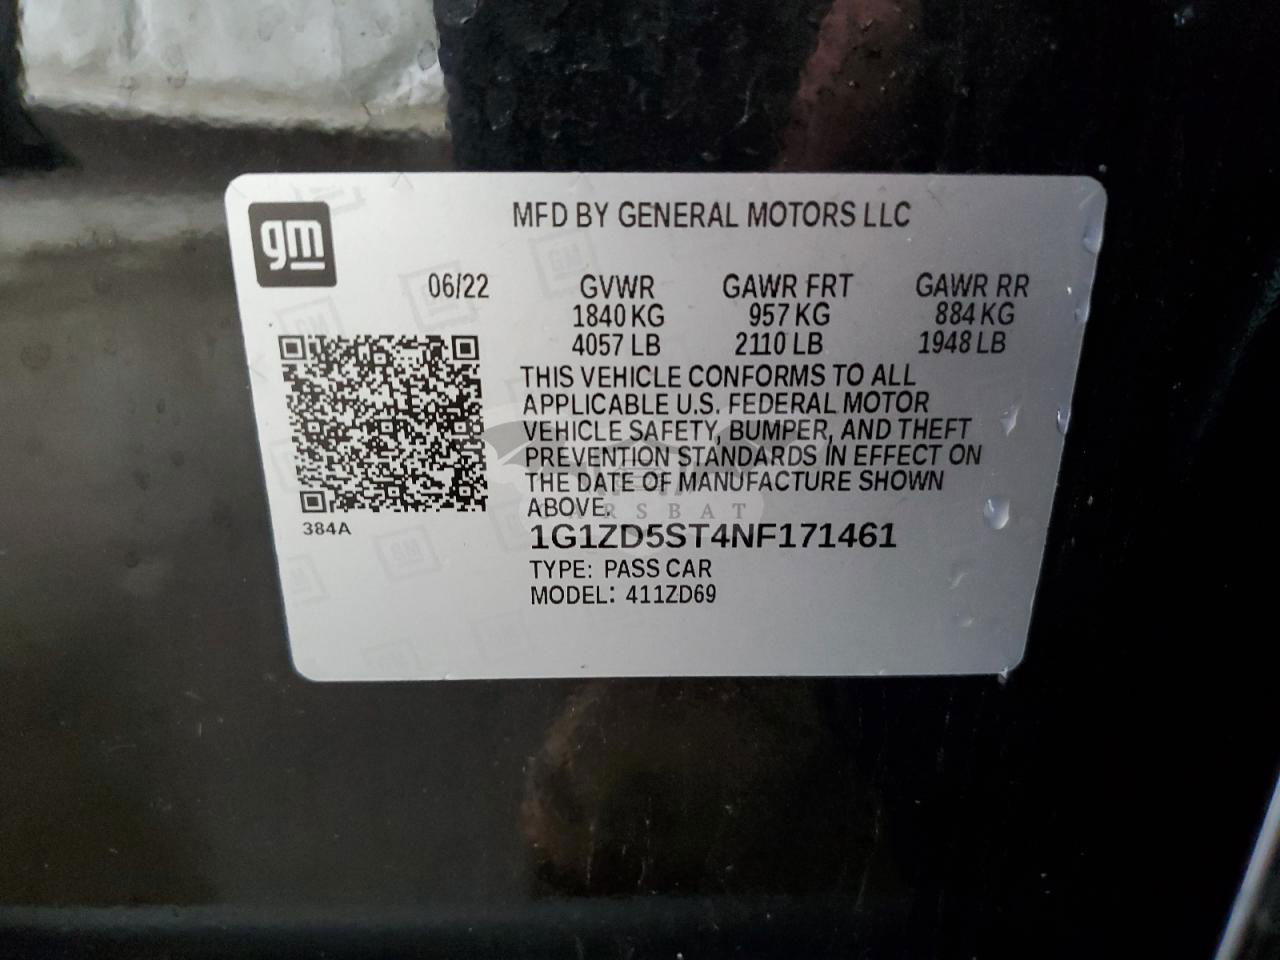 MFD BY GENERAL MOTORS LLC
gm
06/22 GVWR GAWR FRT GAWR RR
1840 KG 957 KG 884 KG
4057 LB 2110 LB 1948 LB
THIS VEHICLE CONFORMS TO ALL
APPLICABLE U.S. FEDERAL MOTOR
VEHICLE SAFETY, BUMPER, AND THEFT
PREVENTION STANDARDS IN EFFECT ON
THE DATE OF MANUFACTURE SHOWN
ABOVE.
CARSBAT
384A
1G1ZD5ST4NF171461
TYPE: PASS CAR
MODEL: 411ZD69